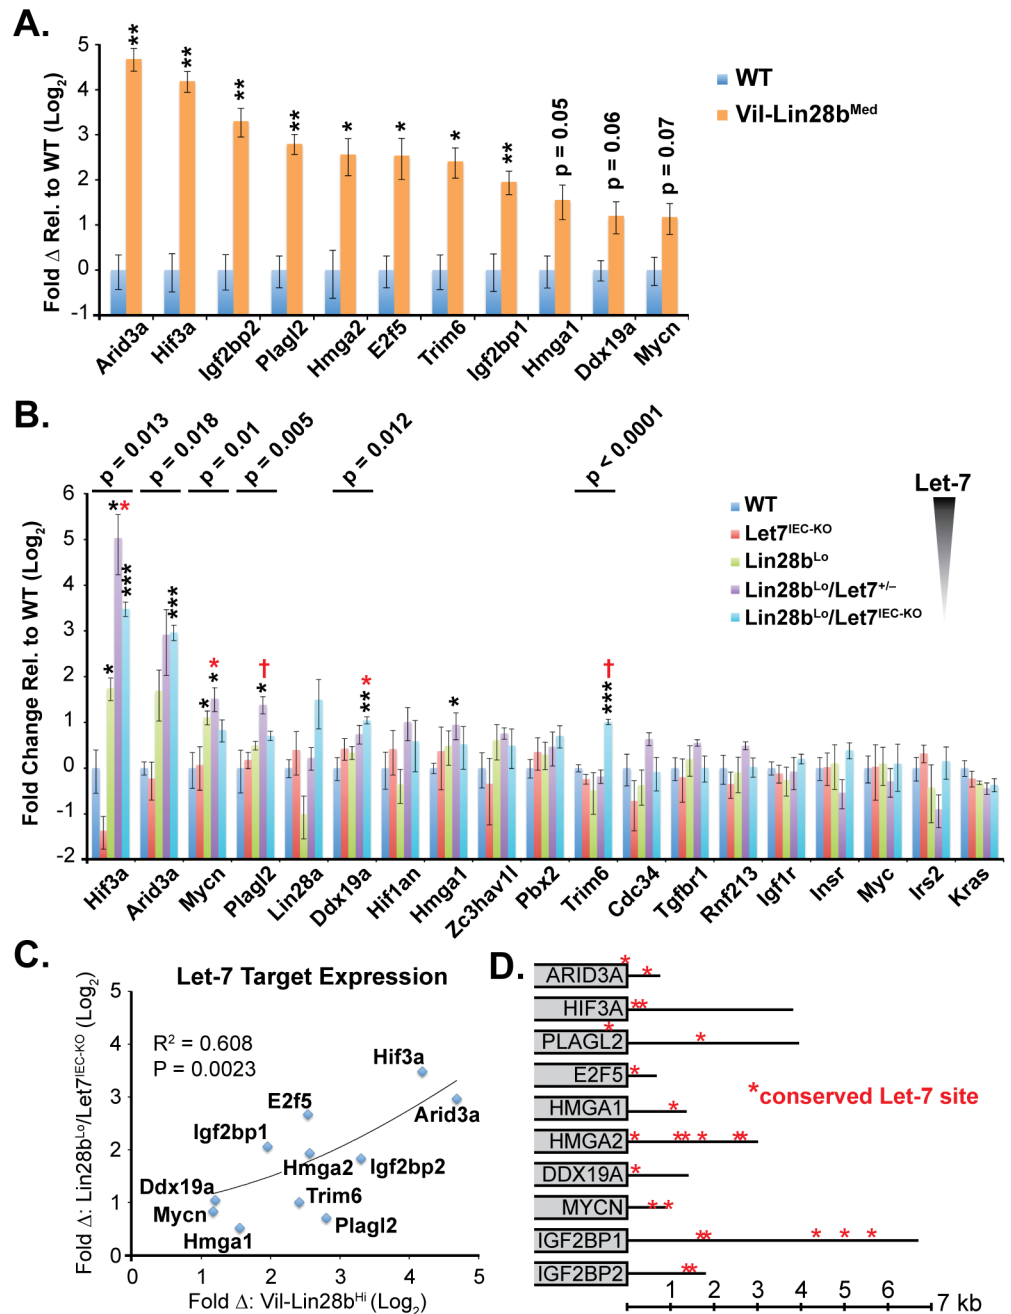 A.
Fold Δ Rel. to WT (Log2)
5
4
3
2
1
0
-1
**
**
**
**
*
*
*
**
p = 0.05
p = 0.06
p = 0.07
Arid3a
Hif3a
Igf2bp2
Plagl2
Hmga2
E2f5
Trim6
Igf2bp1
Hmga1
Ddx19a
Mycn
WT
Vil-Lin28bMed
B.
p = 0.013
p = 0.018
p = 0.01
p = 0.005
p = 0.012
p < 0.0001
Fold Change Rel. to WT (Log2)
6
5
4
3
2
1
0
-1
-2
*
*
*
***
***
*
*
*
*
†
*
**
*
†
***
Let-7
WT
Let7IEC-KO
Lin28bLo
Lin28bLo/Let7+/–
Lin28bLo/Let7IEC-KO
Hif3a
Arid3a
Mycn
Plagl2
Lin28a
Ddx19a
Hif1an
Hmga1
Zc3hav1l
Pbx2
Trim6
Cdc34
Tgfbr1
Rnf213
Igf1r
Insr
Myc
Irs2
Kras
C.
Let-7 Target Expression
Fold Δ: Lin28bLo/Let7IEC-KO (Log2)
5
4
3
2
1
0
R2 = 0.608
P = 0.0023
Hif3a
Arid3a
E2f5
Igf2bp1
Hmga2
Igf2bp2
Ddx19a
Trim6
Mycn
Plagl2
Hmga1
0
1
2
3
4
5
Fold Δ: Vil-Lin28bHi (Log2)
D.
ARID3A
HIF3A
PLAGL2
E2F5
HMGA1
HMGA2
DDX19A
MYCN
IGF2BP1
IGF2BP2
*conserved Let-7 site
1
2
3
4
5
6
7 kb